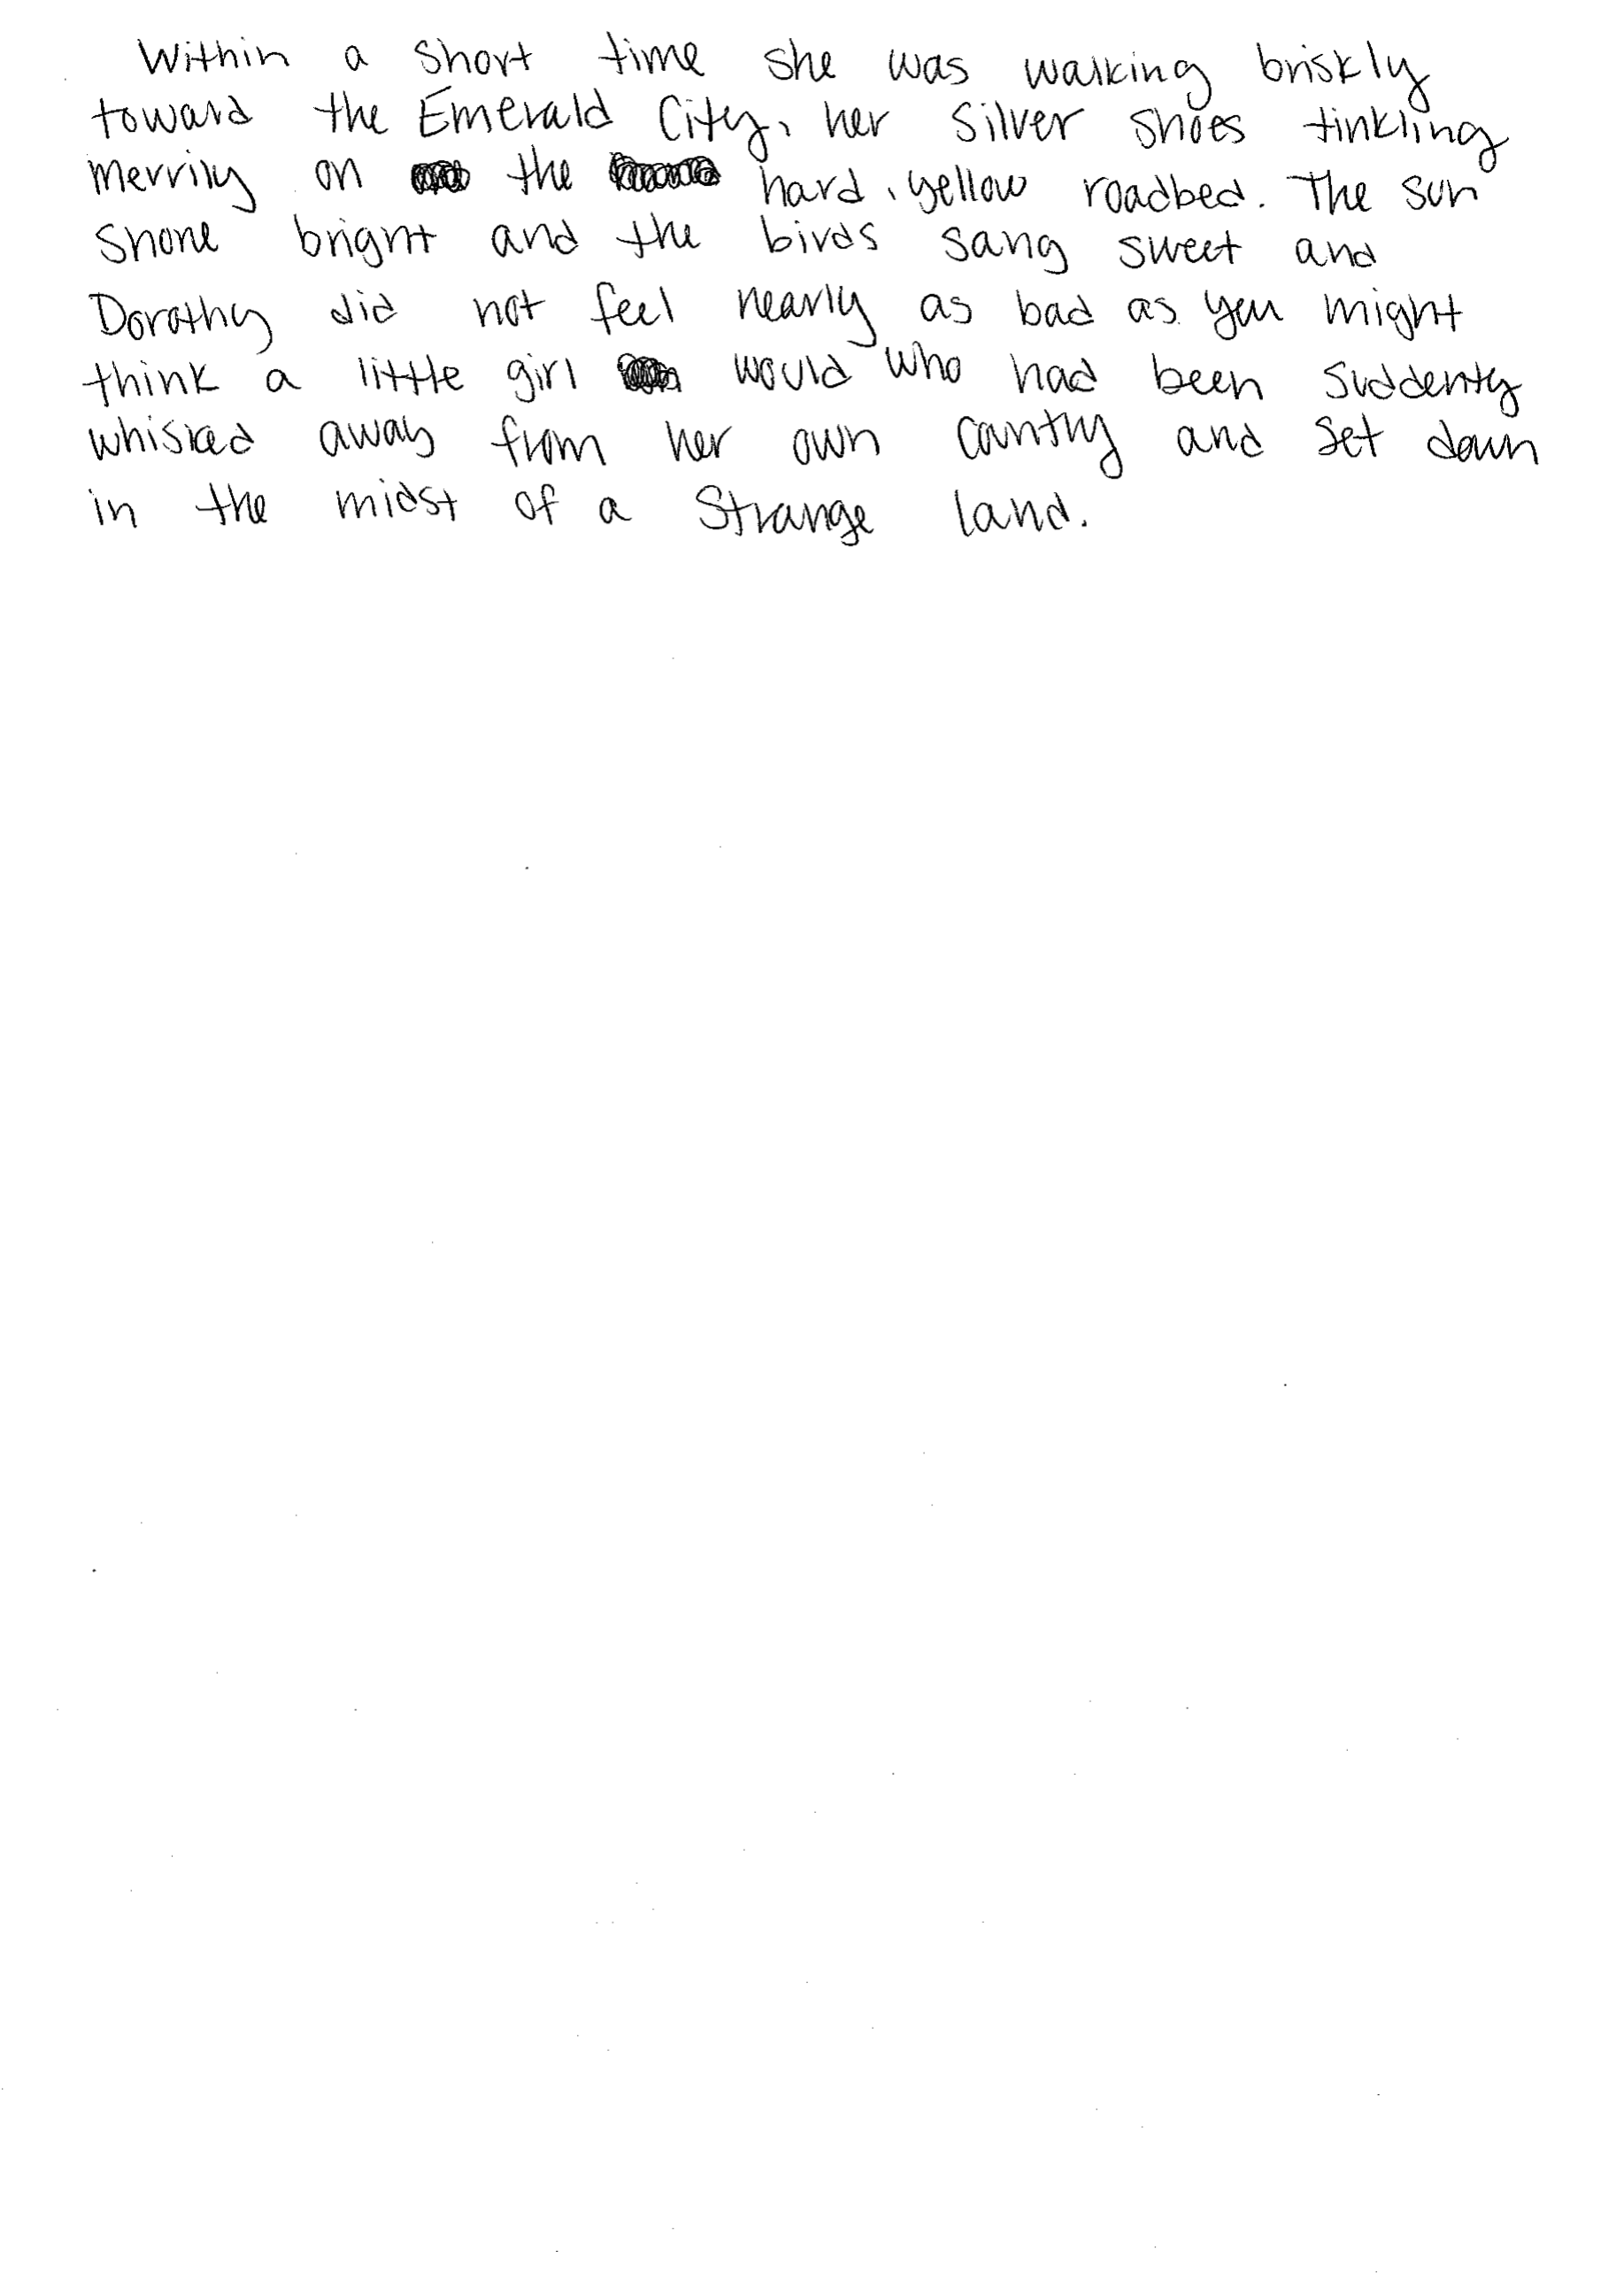 Within a short time she was walking briskly
toward the Emerald City, her Silver Shoes tinkling
merrily on the hard, yellow roadbed. The sun
shone bright and the birds sang sweet and
Dorothy did not feel nearly as bad as you might
think a little girl would who had been suddenly
whisked away from her own country and set down
in the midst of a strange land.